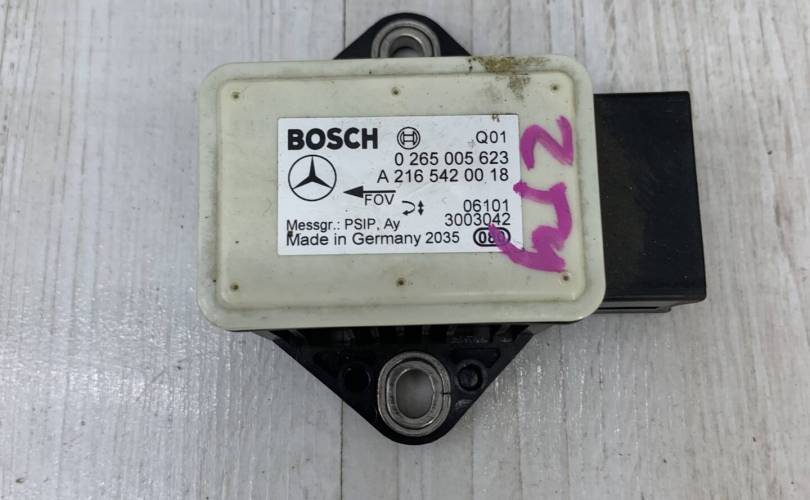 BOSCH Q01
0 265 005 623
A 216 542 00 18
FOV
06101
3003042
Messgr.: PSIP, Ay
Made in Germany 2035